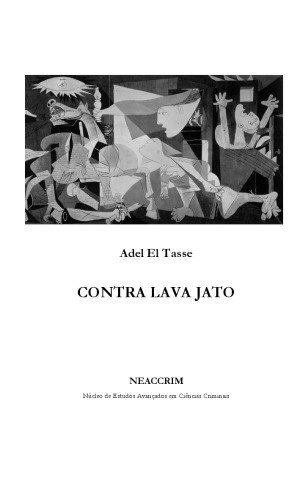 Adel El Tasse
CONTRA LAVA JATO
NEACCRIM
Núcleo de Estudos Avançados em Ciências Criminais